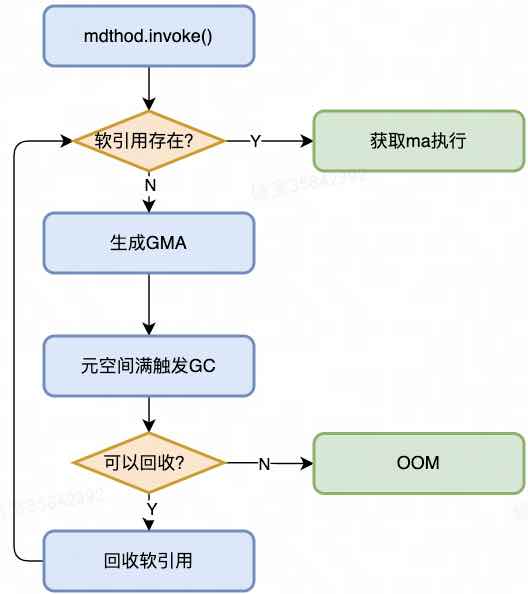 mdthod.invoke()
软引用存在?
Y
获取ma执行
N
生成GMA
元空间满触发GC
可以回收?
N
OOM
Y
回收软引用